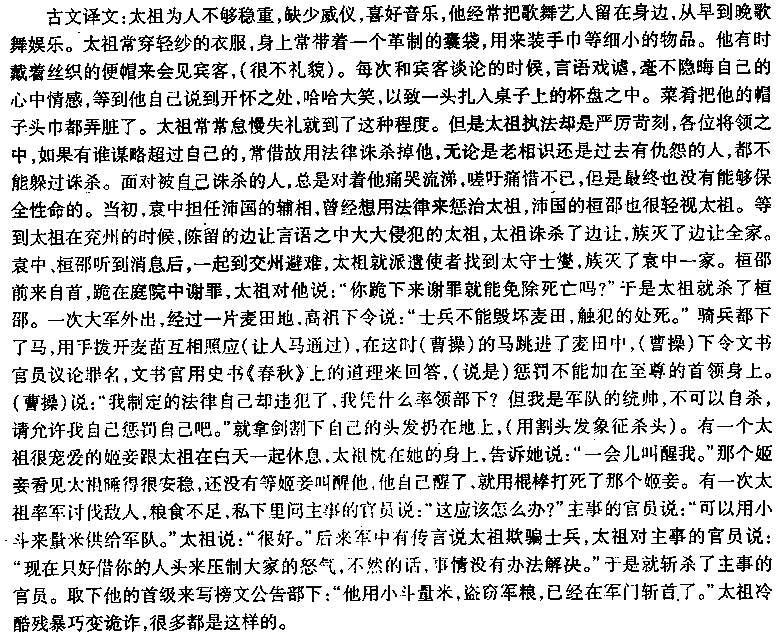 古文译文:太祖为人不够稳重,缺少威仪,喜好音乐,他经常把歌舞艺人留在身边,从早到晚歌
舞娱乐。太祖常穿轻纱的衣服,身上常带着一个革制的囊袋,用来装手巾等细小的物品。他有时
戴着丝织的便帽来会见宾客,(很不礼貌)。每次和宾客谈论的时候,言语戏谑,毫不隐晦自己的
心中情感,等到他自己说到开怀之处,哈哈大笑,以致一头扎入桌子上的杯盘之中。菜肴把他的帽
子头巾都弄脏了。太祖常常怠慢失礼就到了这种程度。但是太祖执法却是严厉苛刻,各位将领之
中,如果有谁谋略超过自己的,常借故用法律诛杀掉他,无论是老相识还是过去有仇怨的人,都不
能躲过诛杀。面对被自己诛杀的人,总是对着他痛哭流涕,嗟吁痛惜不已,但是最终也没有能够保
全性命的。当初,袁中担任沛国的辅相,曾经想用法律来惩治太祖,沛国的桓邵也很轻视太祖。等
到太祖在兖州的时候,陈留的边让言语之中大大侵犯的太祖,太祖诛杀了边让,族灭了边让全家。
袁中、桓邵听到消息后,一起到交州避难,太祖就派遣使者找到太守士燮,族灭了袁中一家。桓邵
前来自首,跪在庭院中谢罪,太祖对他说:“你跪下来谢罪就能免除死亡吗?”于是太祖就杀了桓
邵。一次大军外出,经过一片麦田地,高祖下令说:“士兵不能毁坏麦田,触犯的处死。”骑兵都下
了马,用手拨开麦苗互相照应(让人马通过),在这时(曹操)的马跳进了麦田中,(曹操)下令文书
官员议论罪名,文书官用史书《春秋》上的道理来回答,(说是)惩罚不能加在至尊的首领身上。
(曹操)说:“我制定的法律自己却违犯了,我凭什么率领部下?但我是军队的统帅,不可以自杀,
请允许我自己惩罚自己吧。”就拿剑割下自己的头发扔在地上,(用割头发象征杀头)。有一个太
祖很宠爱的姬妾跟太祖在白天一起休息,太祖枕在她的身上,告诉她说:“一会儿叫醒我。”那个姬
妾看见太祖睡得很安稳,还没有等姬妾叫醒他,他自己醒了、就用棍棒打死了那个姬妾。有一次太
祖率军讨伐敌人,粮食不足,私下里问主事的官员说:“这应该怎么办?”主事的官员说:“可以用小
斗来量米供给军队。”太祖说:“很好。”后来军中有传言说太祖欺骗士兵,太祖对主事的官员说:
“现在只好借你的人头来压制大家的怒气,不然的话,事情没有办法解决。”于是就斩杀了主事的
官员。取下他的首级来写榜文公告部下:“他用小斗量米,盗窃军粮,已经在军门斩首了。”太祖冷
酷残暴巧变诡诈,很多都是这样的。